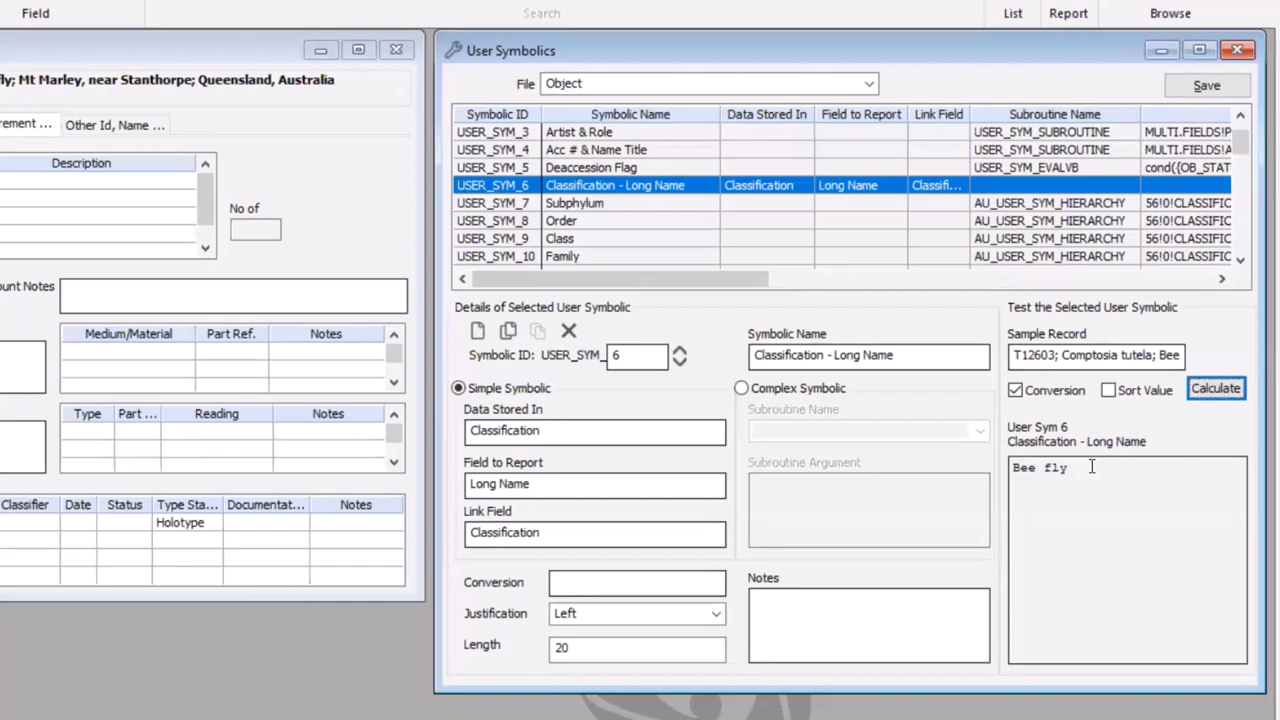 Field
Search
List
Report
Browse
fly; Mt Marley, near Stanthorpe; Queensland, Australia
rement ...
Other Id, Name ...
Description
No of
ount Notes
Medium/Material
Part Ref.
Notes
Type
Part ...
Reading
Notes
Classifier
Date
Status
Type Sta...
Documentat...
Notes
Holotype
User Symbolics
File
Object
Save
Symbolic ID
Symbolic Name
Data Stored In
Field to Report
Link Field
Subroutine Name
USER_SYM_3
Artist & Role
USER_SYM_SUBROUTINE
MULTI.FIELDS!P
USER_SYM_4
Acc # & Name Title
USER_SYM_SUBROUTINE
MULTI.FIELDS!A
USER_SYM_5
Deaccession Flag
USER_SYM_EVALVB
cond({OB_STAT
USER_SYM_6
Classification - Long Name
Classification
Long Name
Classifi...
USER_SYM_7
Subphylum
AU_USER_SYM_HIERARCHY
56!0!CLASSIFIC
USER_SYM_8
Order
AU_USER_SYM_HIERARCHY
56!0!CLASSIFIC
USER_SYM_9
Class
AU_USER_SYM_HIERARCHY
56!0!CLASSIFIC
USER_SYM_10
Family
AU_USER_SYM_HIERARCHY
56!0!CLASSIFIC
Details of Selected User Symbolic
Symbolic ID: USER_SYM_
6
Symbolic Name
Classification - Long Name
Simple Symbolic
Data Stored In
Classification
Field to Report
Long Name
Link Field
Classification
Complex Symbolic
Subroutine Name
Subroutine Argument
Conversion
Justification
Left
Length
20
Notes
Test the Selected User Symbolic
Sample Record
T12603; Comptosia tutela; Bee
Conversion
Sort Value
Calculate
User Sym 6
Classification - Long Name
Bee fly